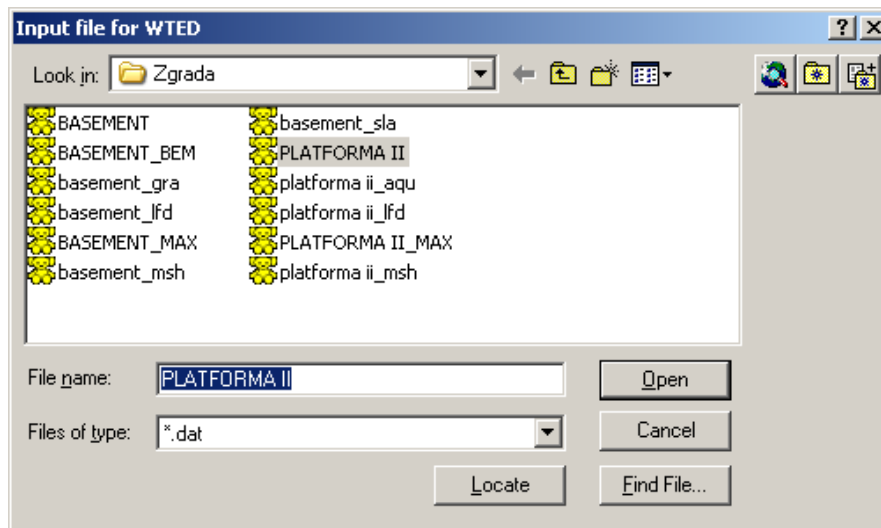 Input file for WTED
Look in: Zgrada
BASEMENT
BASEMENT_BEM
basement_gra
basement_lfd
BASEMENT_MAX
basement_msh
basement_sla
PLATFORMA II
platforma ii_aqu
platforma ii_lfd
PLATFORMA II_MAX
platforma ii_msh
File name: PLATFORMA II
Open
Files of type: *.dat
Cancel
Locate
Find File...